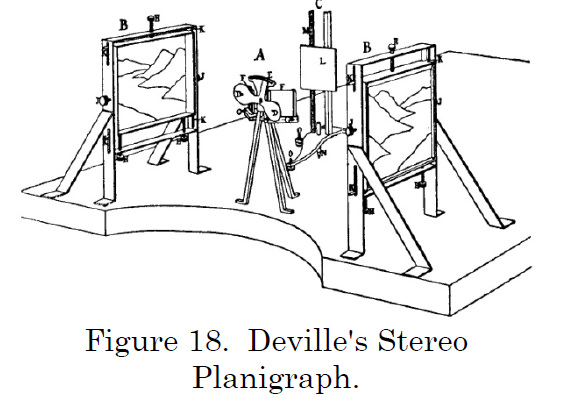 C
B
H
K
M
A
B
L
J
J
K
Figure 18. Deville's Stereo
Planigraph.